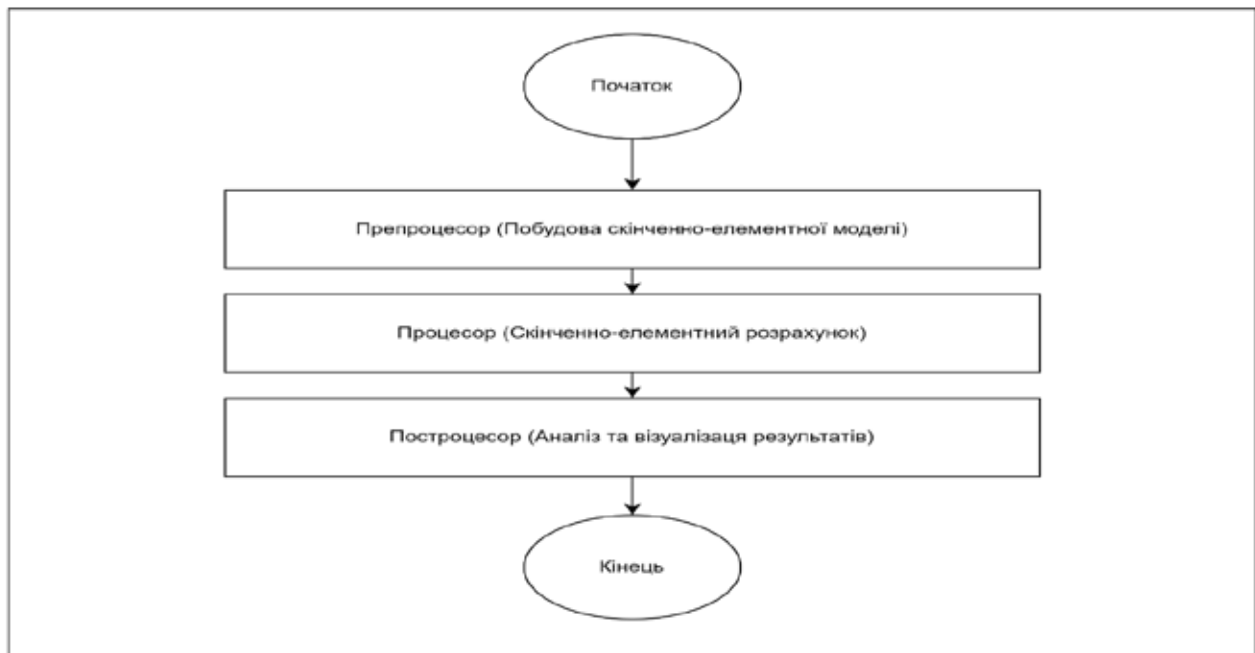 Початок
Препроцесор (Побудова скінченно-елементної моделі)
Процесор (Скінченно-елементний розрахунок)
Построцесор (Аналіз та візуалізаця результатів)
Кінець